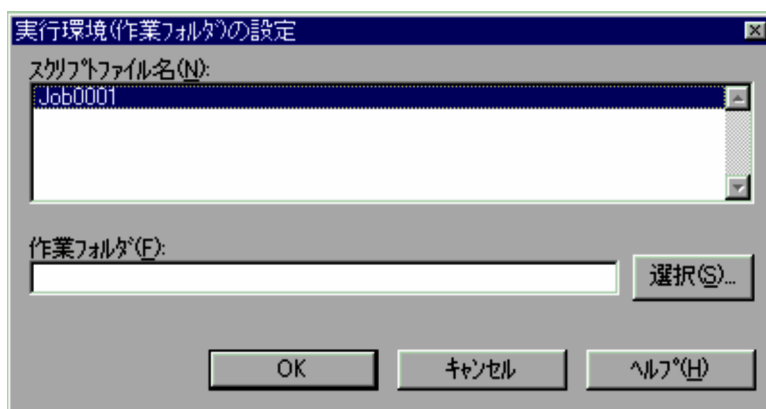 実行環境(作業ﾌｫﾙﾀﾞ)の設定
ｽｸﾘﾌﾟﾄﾌｧｲﾙ名(N):
Job0001
作業ﾌｫﾙﾀﾞ(F):
選択(S)...
OK ｷｬﾝｾﾙ ﾍﾙﾌﾟ(H)